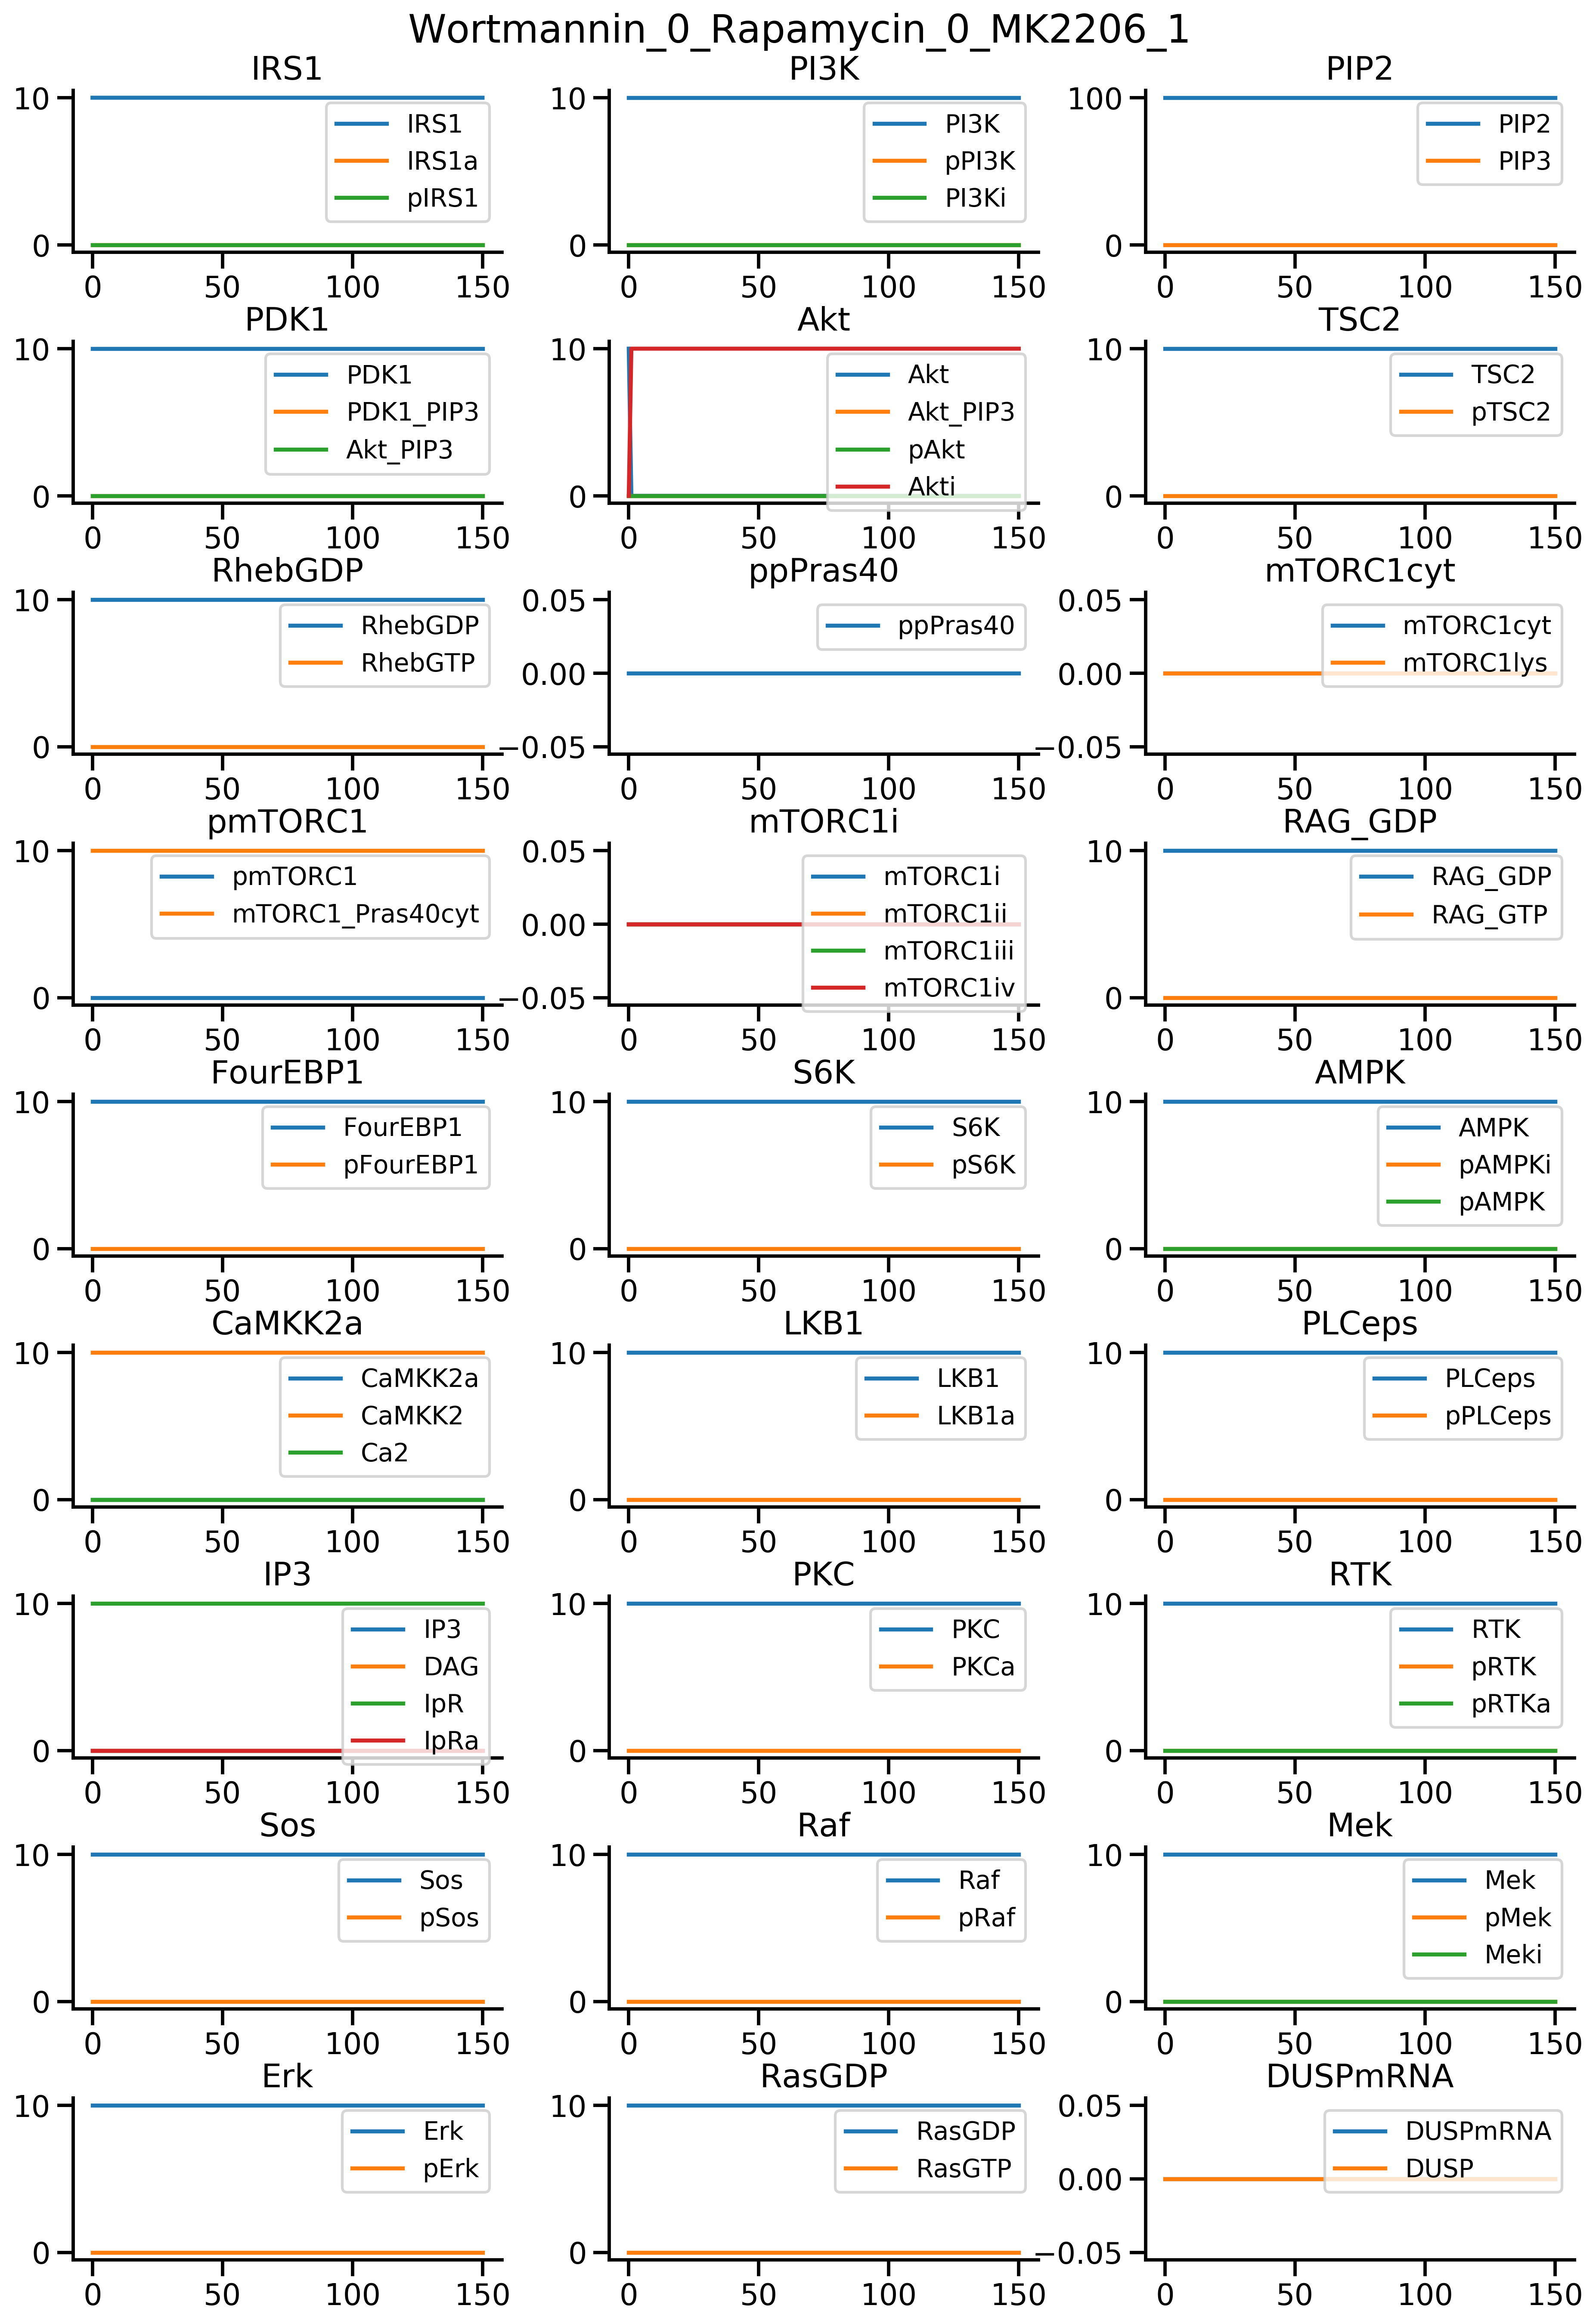 Wortmannin_0_Rapamycin_0_MK2206_1
IRS1 PI3K PIP2
10 10 100
IRS1 PI3K PIP2
IRS1a pPI3K PIP3
pIRS1 PI3Ki
0 0 0
0 50 100 150 0 50 100 150 0 50 100 150
PDK1 Akt TSC2
10 10 10
PDK1 Akt TSC2
PDK1_PIP3 Akt_PIP3 pTSC2
Akt_PIP3 pAkt
Akti
0 0 0
0 50 100 150 0 50 100 150 0 50 100 150
RhebGDP ppPras40 mTORC1cyt
10 0.05 0.05
RhebGDP ppPras40 mTORC1cyt
RhebGTP mTORC1lys
0.00 0.00
0 −0.05 −0.05
0 50 100 150 0 50 100 150 0 50 100 150
pmTORC1 mTORC1i RAG_GDP
10 0.05 10
pmTORC1 mTORC1i RAG_GDP
mTORC1_Pras40cyt mTORC1ii RAG_GTP
0.00
mTORC1iii
mTORC1iv
0 −0.05 0
0 50 100 150 0 50 100 150 0 50 100 150
FourEBP1 S6K AMPK
10 10 10
FourEBP1 S6K AMPK
pFourEBP1 pS6K pAMPKi
pAMPK
0 0 0
0 50 100 150 0 50 100 150 0 50 100 150
CaMKK2a LKB1 PLCeps
10 10 10
CaMKK2a LKB1 PLCeps
CaMKK2 LKB1a pPLCeps
Ca2
0 0 0
0 50 100 150 0 50 100 150 0 50 100 150
IP3 PKC RTK
10 10 10
IP3 PKC RTK
DAG PKCa pRTK
IpR pRTKa
IpRa
0 0 0
0 50 100 150 0 50 100 150 0 50 100 150
Sos Raf Mek
10 10 10
Sos Raf Mek
pSos pRaf pMek
Meki
0 0 0
0 50 100 150 0 50 100 150 0 50 100 150
Erk RasGDP DUSPmRNA
10 10 0.05
Erk RasGDP DUSPmRNA
pErk RasGTP DUSP
0.00
0 0 −0.05
0 50 100 150 0 50 100 150 0 50 100 150